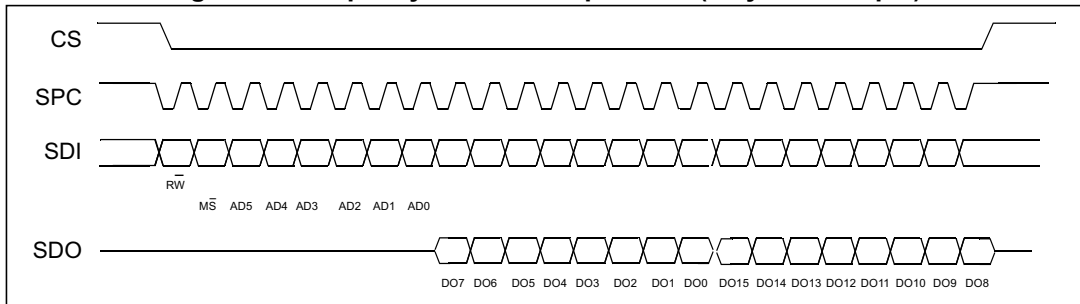 CS
SPC
SDI
RW̅
MS̅ AD5 AD4 AD3 AD2 AD1 AD0
SDO
DO7 DO6 DO5 DO4 DO3 DO2 DO1 DO0 DO15 DO14 DO13 DO12 DO11 DO10 DO9 DO8